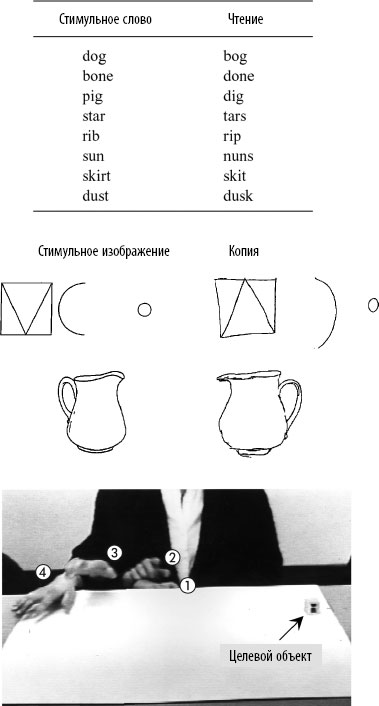 Стимульное слово Чтение
dog bog
bone done
pig dig
star tars
rib rip
sun nuns
skirt skit
dust dusk
Стимульное изображение Копия
4
3
2
1
Целевой объект